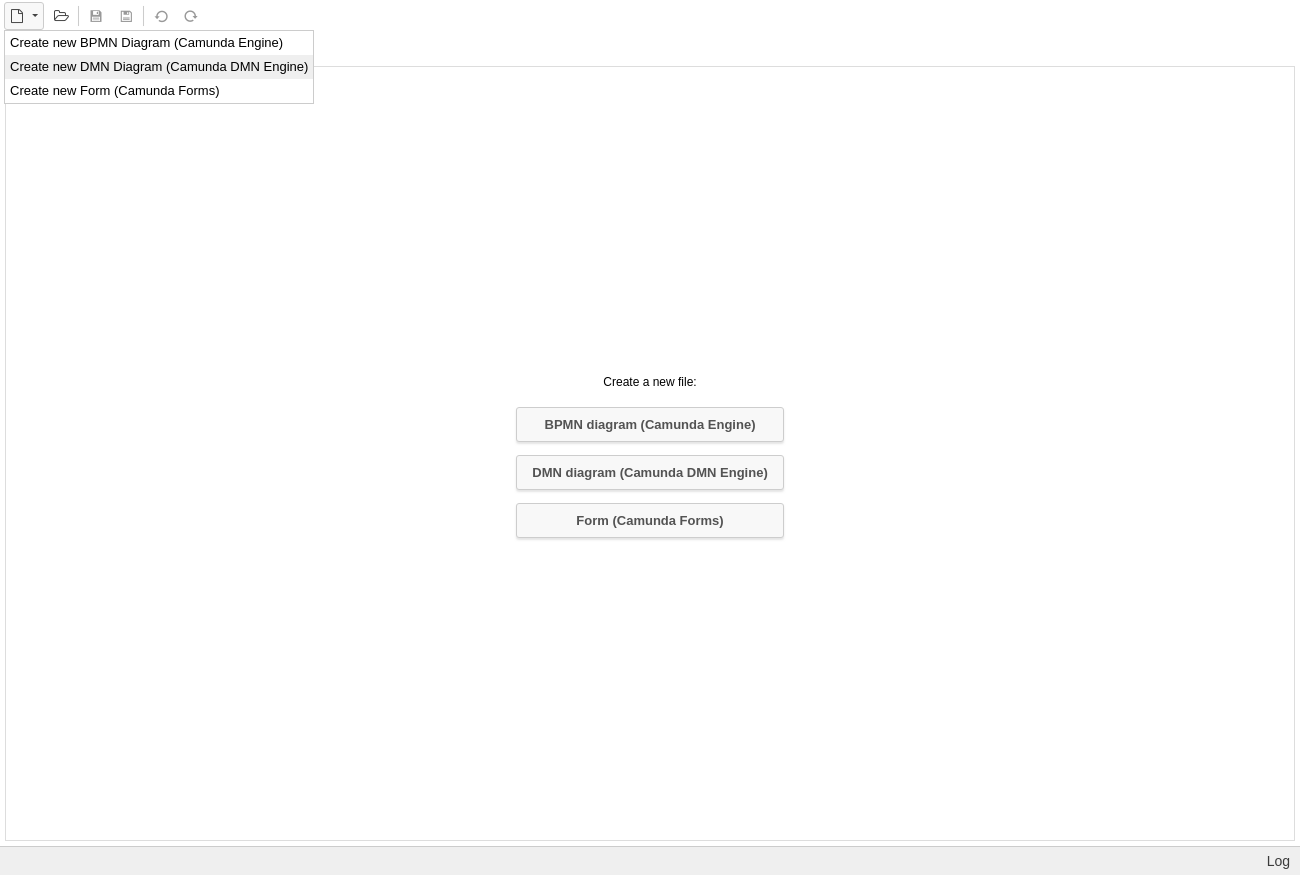 Create new BPMN Diagram (Camunda Engine)
Create new DMN Diagram (Camunda DMN Engine)
Create new Form (Camunda Forms)
Create a new file:
BPMN diagram (Camunda Engine)
DMN diagram (Camunda DMN Engine)
Form (Camunda Forms)
Log